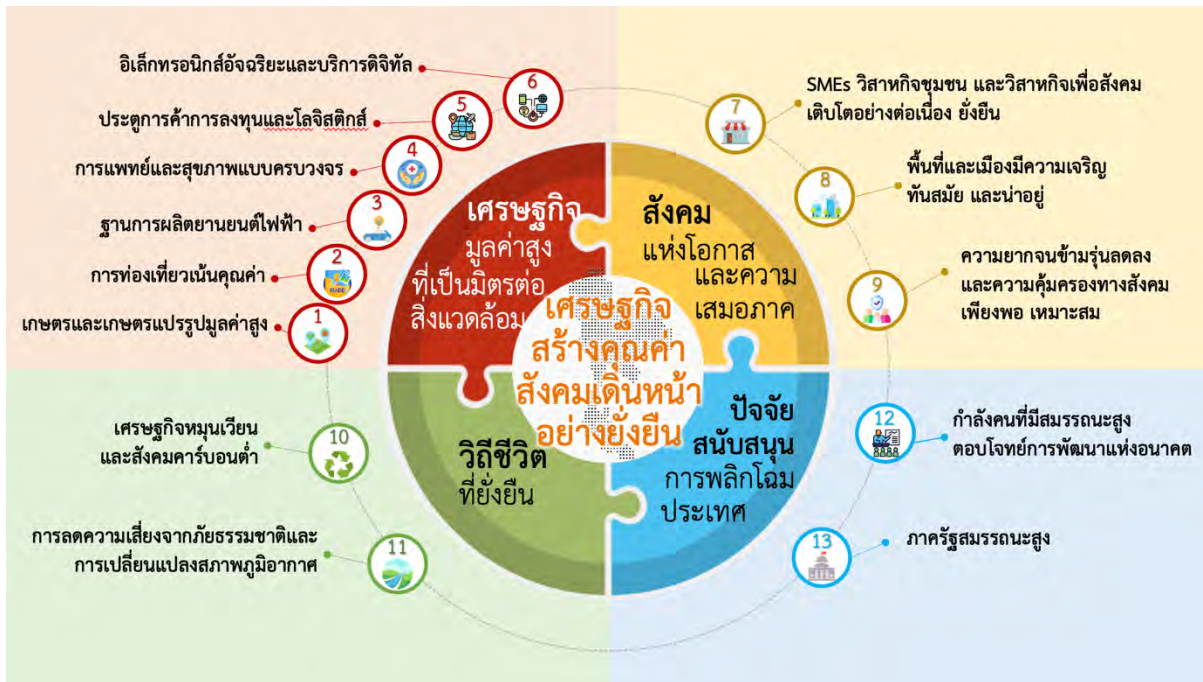 6
อิเล็กทรอนิกส์อัจฉริยะและบริการดิจิทัล
5
ประตูการค้าการลงทุนและโลจิสติกส์
4
การแพทย์และสุขภาพแบบครบวงจร
3
ฐานการผลิตยานยนต์ไฟฟ้า
2
การท่องเที่ยวเน้นคุณค่า
GUIDE
1
เกษตรและเกษตรแปรรูปมูลค่าสูง
7
SMEs วิสาหกิจชุมชน และวิสาหกิจเพื่อสังคม
เติบโตอย่างต่อเนื่อง ยั่งยืน
8
พื้นที่และเมืองมีความเจริญ
ทันสมัย และน่าอยู่
9
ความยากจนข้ามรุ่นลดลง
และความคุ้มครองทางสังคม
เพียงพอ เหมาะสม
เศรษฐกิจ
มูลค่าสูง
ที่เป็นมิตรต่อ
สิ่งแวดล้อม
สังคม
แห่งโอกาส
และความ
เสมอภาค
เศรษฐกิจ
สร้างคุณค่า
สังคมเดินหน้า
อย่างยั่งยืน
วิถีชีวิต
ที่ยั่งยืน
ปัจจัย
สนับสนุน
การพลิกโฉม
ประเทศ
10
เศรษฐกิจหมุนเวียน
และสังคมคาร์บอนต่ำ
11
การลดความเสี่ยงจากภัยธรรมชาติและ
การเปลี่ยนแปลงสภาพภูมิอากาศ
12
กำลังคนที่มีสมรรถนะสูง
ตอบโจทย์การพัฒนาแห่งอนาคต
13
ภาครัฐสมรรถนะสูง